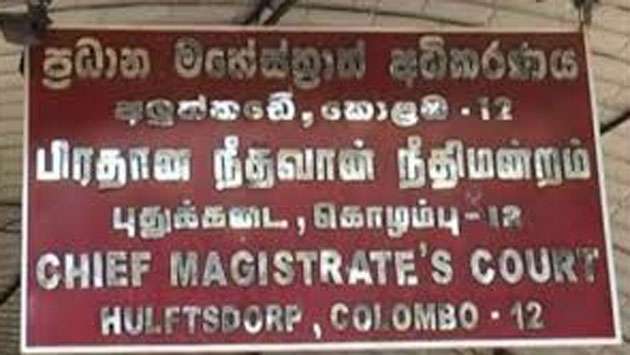 ප්‍රධාන මහේස්ත්‍රාත් අධිකරණය
අලුත්කඩේ, කොළඹ - 12
பிரதான நீதவான் நீதிமன்றம்
புதுக்கடை, கொழம்பு - 12
CHIEF MAGISTRATE'S COURT
HULFTSDORP, COLOMBO - 12